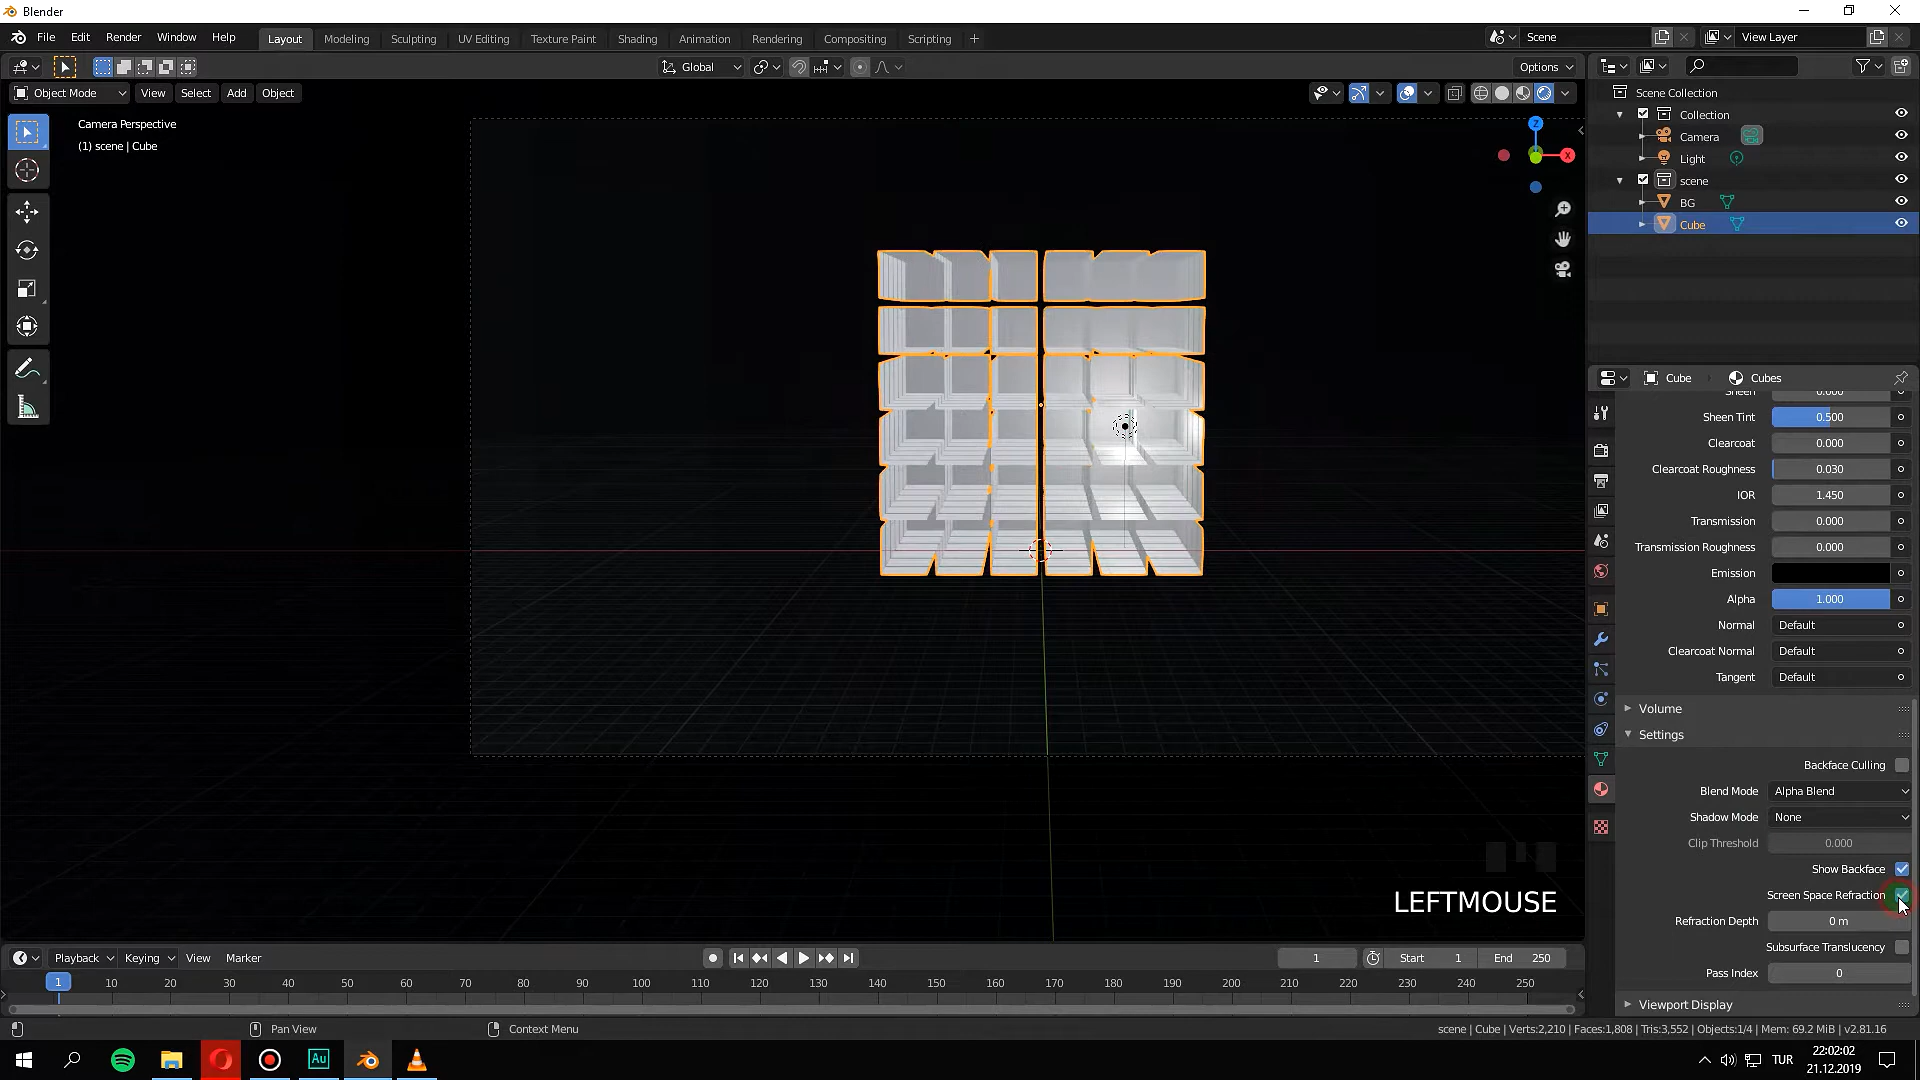 Blender
File Edit Render Window Help Layout Modeling Sculpting UV Editing Texture Paint Shading Animation Rendering Compositing Scripting + Scene View Layer
Global Options
Object Mode View Select Add Object
Camera Perspective
(1) scene | Cube
Z
X
Scene Collection
Collection
Camera
Light
scene
BG
Cube
Cube Cubes
Sheen 0.000
Sheen Tint 0.500
Clearcoat 0.000
Clearcoat Roughness 0.030
IOR 1.450
Transmission 0.000
Transmission Roughness 0.000
Emission
Alpha 1.000
Normal Default
Clearcoat Normal Default
Tangent Default
Volume
Settings
Backface Culling
Blend Mode Alpha Blend
Shadow Mode None
Clip Threshold 0.000
Show Backface
Screen Space Refraction
Refraction Depth 0 m
Subsurface Translucency
Pass Index 0
Viewport Display
LEFTMOUSE
Playback Keying View Marker 1 Start 1 End 250
1 10 20 30 40 50 60 70 80 90 100 110 120 130 140 150 160 170 180 190 200 210 220 230 240 250
Pan View Context Menu scene | Cube | Verts:2,210 | Faces:1,808 | Tris:3,552 | Objects:1/4 | Mem: 69.2 MiB | v2.81.16
Au TUR 22:02:02
21.12.2019